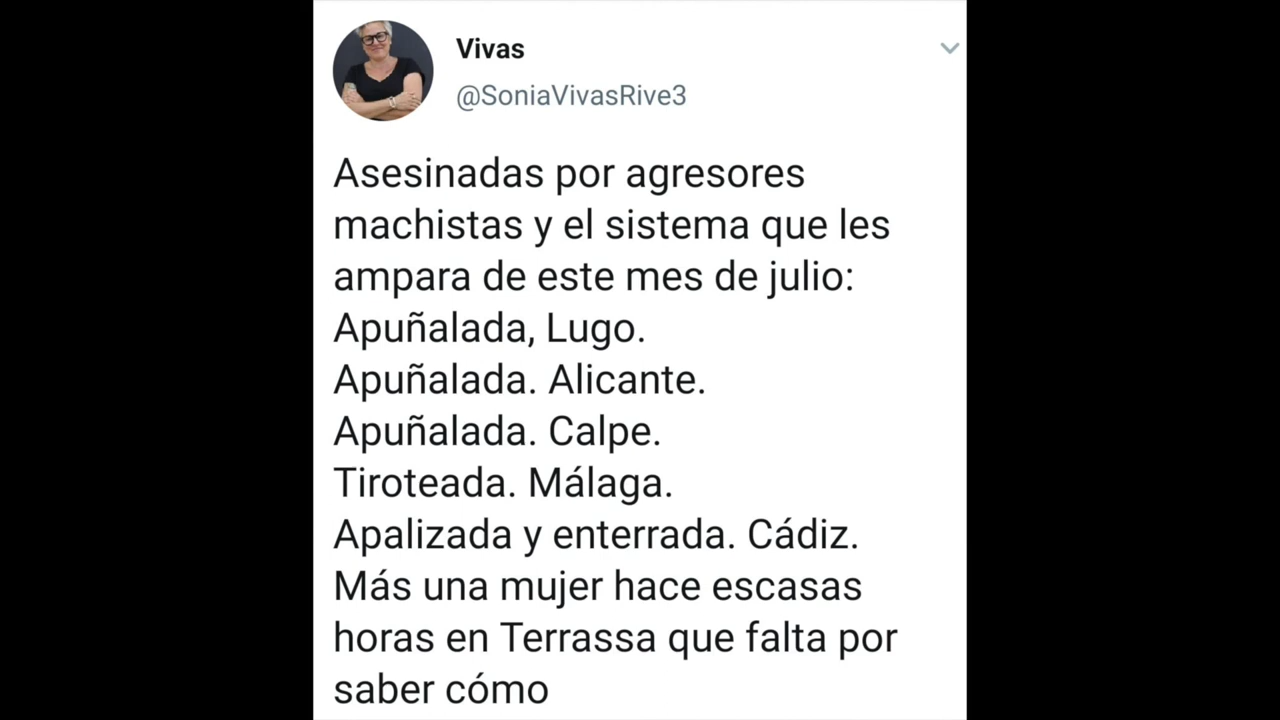 Vivas
@SoniaVivasRive3
Asesinadas por agresores
machistas y el sistema que les
ampara de este mes de julio:
Apuñalada, Lugo.
Apuñalada. Alicante.
Apuñalada. Calpe.
Tiroteada. Málaga.
Apalizada y enterrada. Cádiz.
Más una mujer hace escasas
horas en Terrassa que falta por
saber cómo